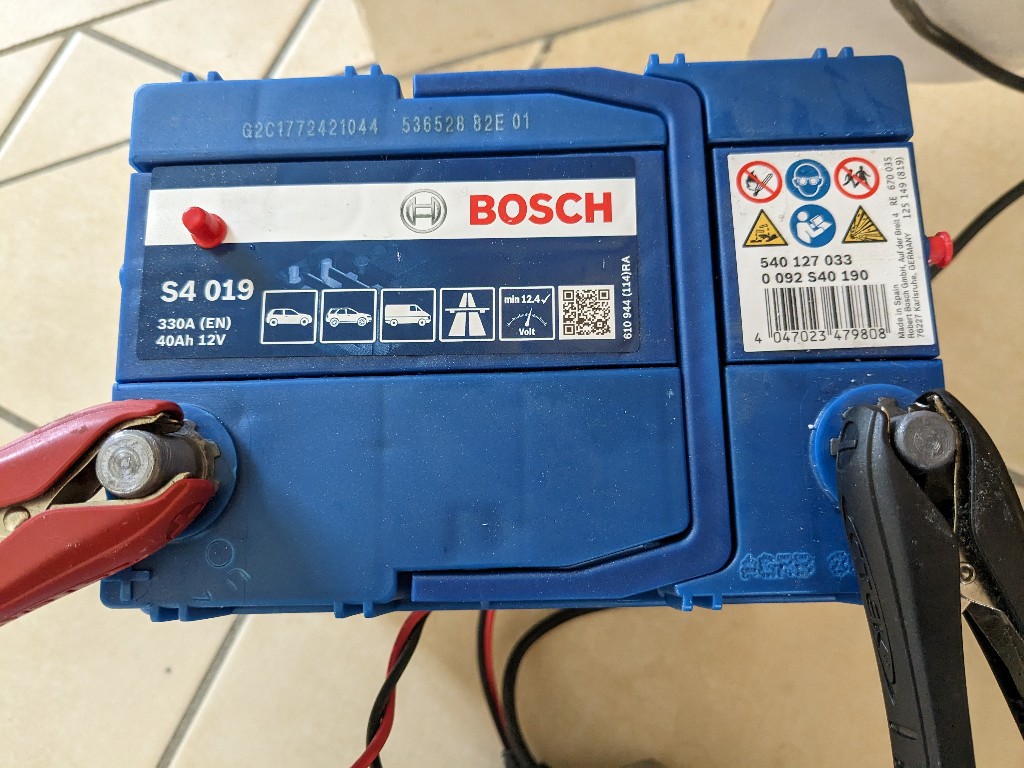 G2C1772421044 536528 82E 01
BOSCH
S4 019
330A (EN)
40Ah 12V
min 12.4✓
Volt
610 944 (114)RA
540 127 033
0 092 S40 190
4 047023 479808
Made in Spain
Robert Bosch GmbH, Auf der Breit 4
76227 Karlsruhe, GERMANY
RE 670 035
125 149 (819)